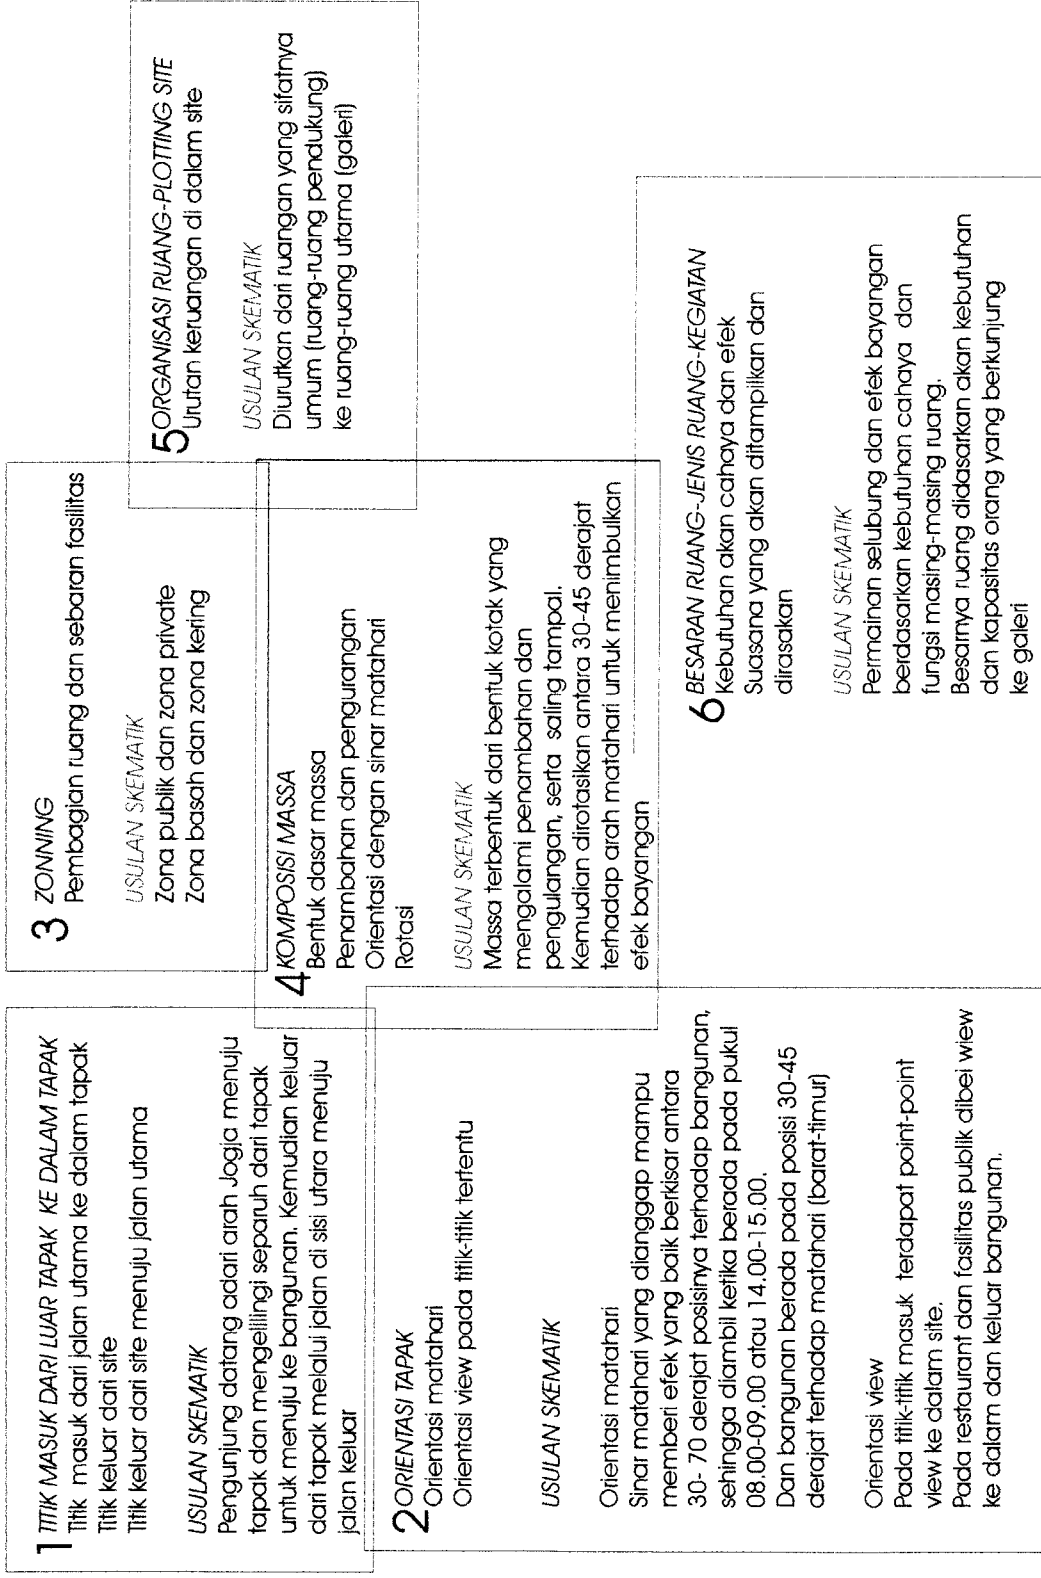 1 TITIK MASUK DARI LUAR TAPAK KE DALAM TAPAK
Titik masuk dari jalan utama ke dalam tapak
Titik keluar dari site
Titik keluar dari site menuju jalan utama
USULAN SKEMATIK
Pengunjung datang adari arah Jogja menuju
tapak dan mengelilingi separuh dari tapak
untuk menuju ke bangunan. Kemudian keluar
dari tapak melalui jalan di sisi utara menuju
jalan keluar
2 ORIENTASI TAPAK
Orientasi matahari
Orientasi view pada titik-titik tertentu
USULAN SKEMATIK
Orientasi matahari
Sinar matahari yang dianggap mampu
memberi efek yang baik berkisar antara
30- 70 derajat posisinya terhadap bangunan,
sehingga diambil ketika berada pada pukul
08.00-09.00 atau 14.00-15.00.
Dan bangunan berada pada posisi 30-45
derajat terhadap matahari (barat-timur)
Orientasi view
Pada titik-titik masuk terdapat point-point
view ke dalam site.
Pada restaurant dan fasilitas publik dibei wiew
ke dalam dan keluar bangunan.
3 ZONNING
Pembagian ruang dan sebaran fasilitas
USULAN SKEMATIK
Zona publik dan zona private
Zona basah dan zona kering
4 KOMPOSISI MASSA
Bentuk dasar massa
Penambahan dan pengurangan
Orientasi dengan sinar matahari
Rotasi
USULAN SKEMATIK
Massa terbentuk dari bentuk kotak yang
mengalami penambahan dan
pengulangan, serta saling tampal.
Kemudian dirotasikan antara 30-45 derajat
terhadap arah matahari untuk menimbulkan
efek bayangan
5 ORGANISASI RUANG-PLOTTING SITE
Urutan keruangan di dalam site
USULAN SKEMATIK
Diurutkan dari ruangan yang sifatnya
umum (ruang-ruang pendukung)
ke ruang-ruang utama (galeri)
6 BESARAN RUANG-JENIS RUANG-KEGIATAN
Kebutuhan akan cahaya dan efek
Suasana yang akan ditampilkan dan
dirasakan
USULAN SKEMATIK
Permainan selubung dan efek bayangan
berdasarkan kebutuhan cahaya dan
fungsi masing-masing ruang.
Besarnya ruang didasarkan akan kebutuhan
dan kapasitas orang yang berkunjung
ke galeri